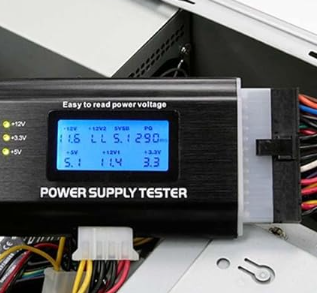 Easy to read power voltage
+12V
+3.3V
+5V
-12V +12V2 5VSB PG
11.6 LL 5.1 290
+5V +12V1 +3.3V
5.1 11.4 3.3
POWER SUPPLY TESTER